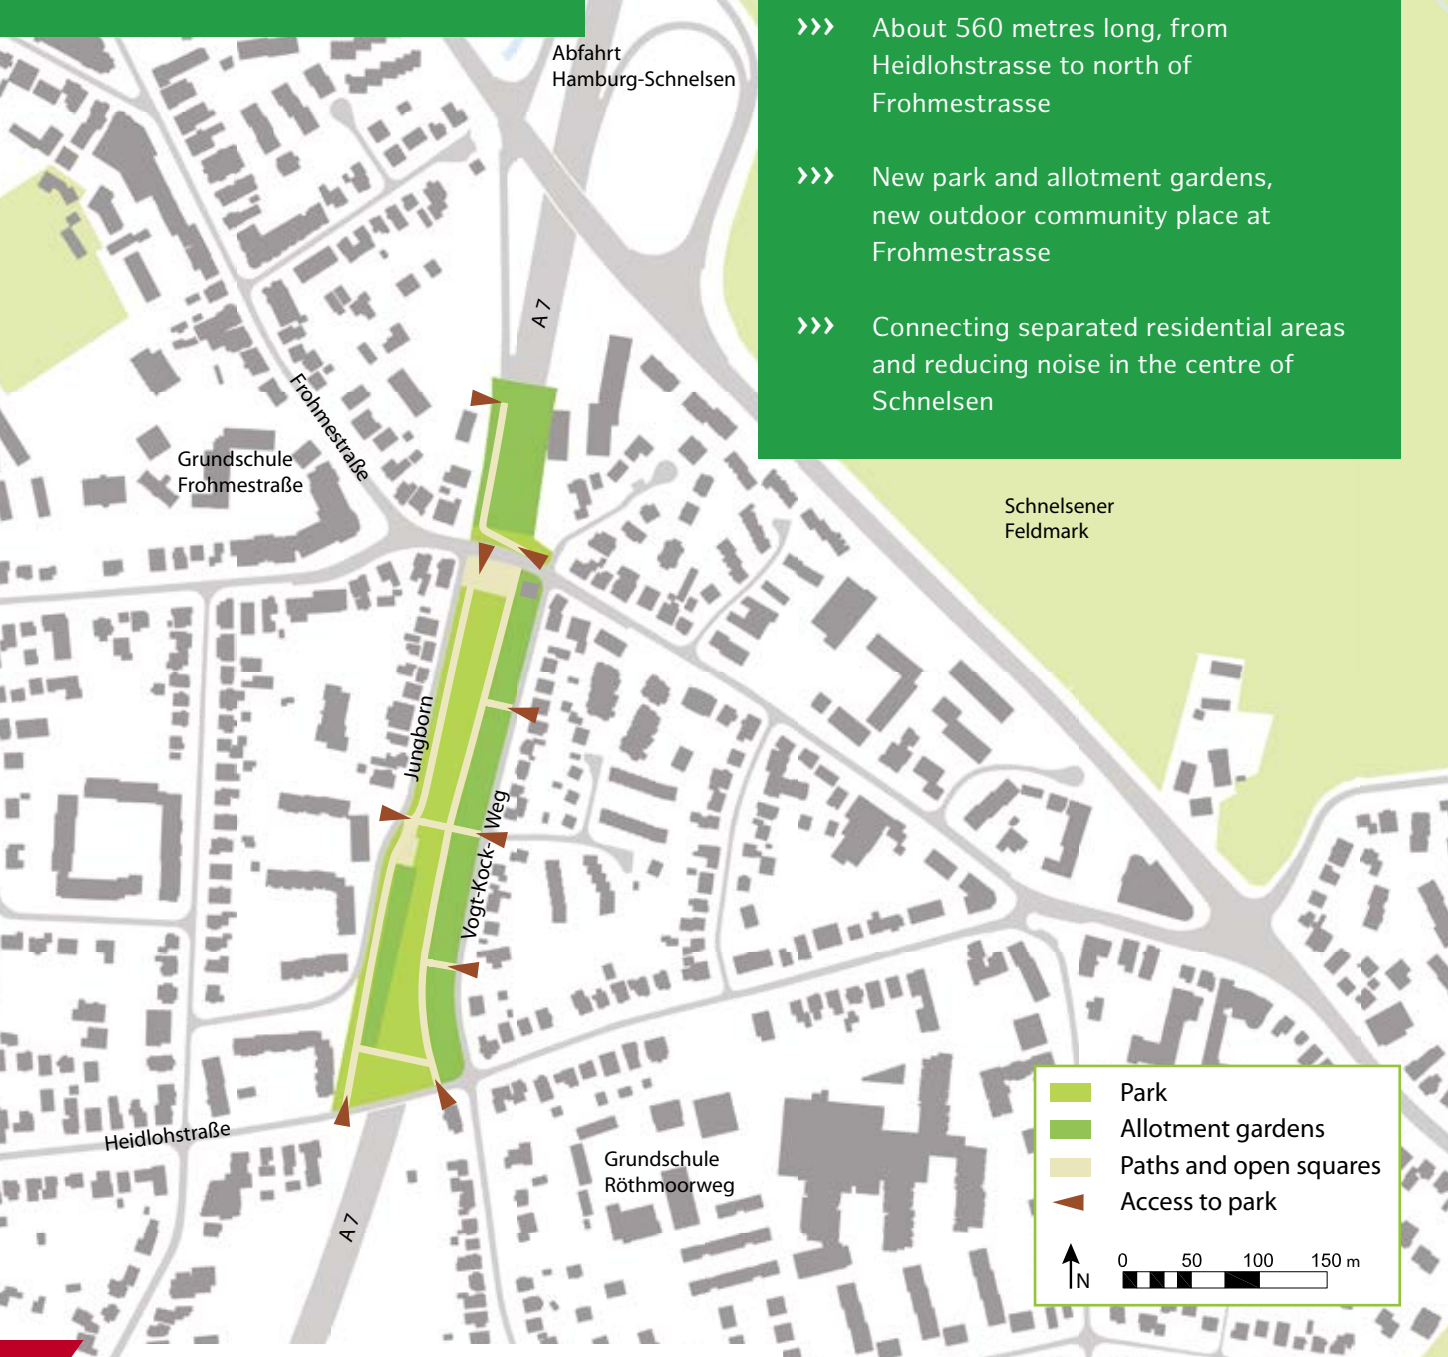 Abfahrt
Hamburg-Schnelsen
››› About 560 metres long, from
Heidlohstrasse to north of
Frohmestrasse
››› New park and allotment gardens,
new outdoor community place at
Frohmestrasse
››› Connecting separated residential areas
and reducing noise in the centre of
Schnelsen
A 7
Frohmestraße
Grundschule
Frohmestraße
Schnelsener
Feldmark
Jungborn
Vogt-Kock-Weg
Heidlohstraße
Grundschule
Röthmoorweg
A 7
Park
Allotment gardens
Paths and open squares
Access to park
N
0 50 100 150 m